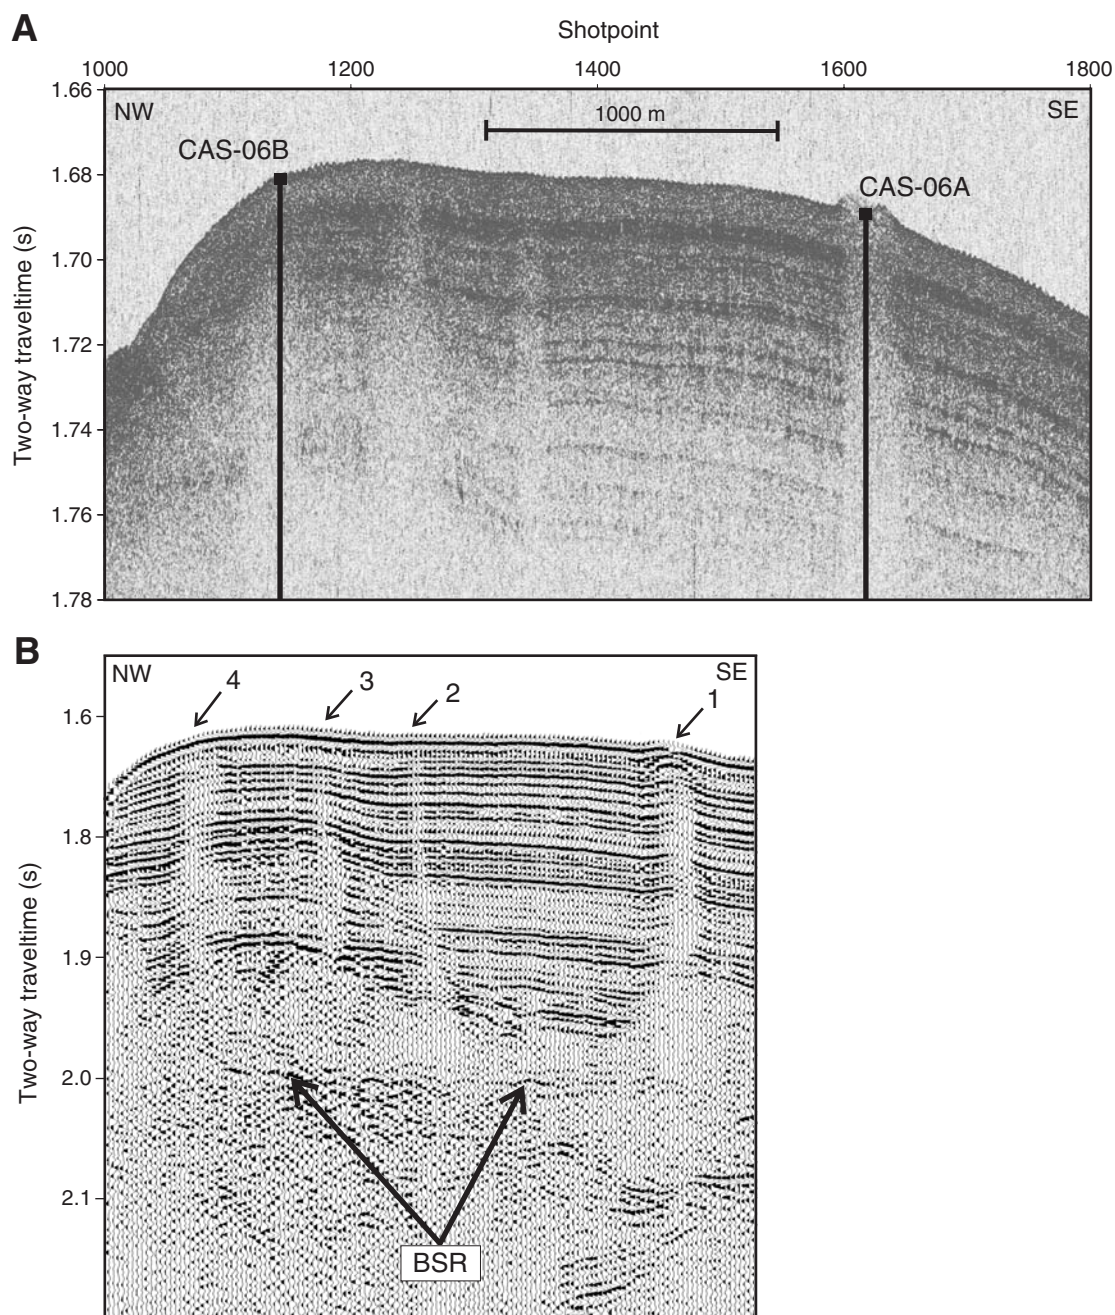 A
Shotpoint
1000 1200 1400 1600 1800
1.66
NW
1000 m
SE
CAS-06B
1.68
CAS-06A
1.70
Two-way traveltime (s)
1.72
1.74
1.76
1.78
B
NW
SE
4
3
2
1
1.6
1.8
Two-way traveltime (s)
1.9
2.0
2.1
BSR